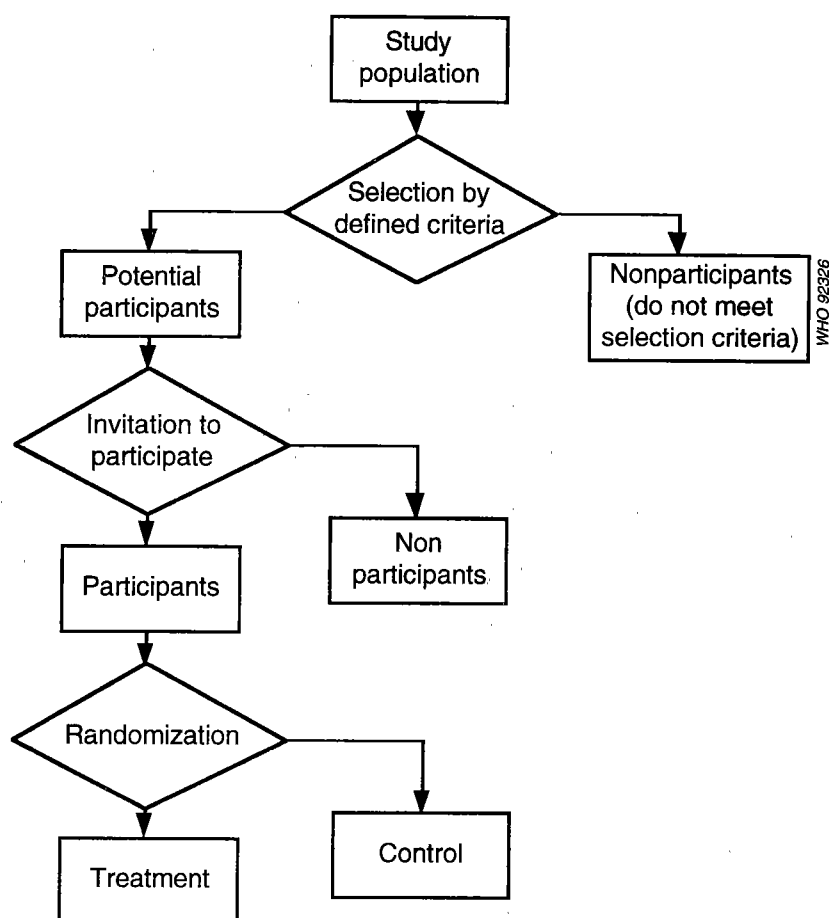 Study
population
Selection by
defined criteria
Potential
participants
Nonparticipants
(do not meet
selection criteria)
WHO 92326
Invitation to
participate
Non
participants
Participants
Randomization
Control
Treatment